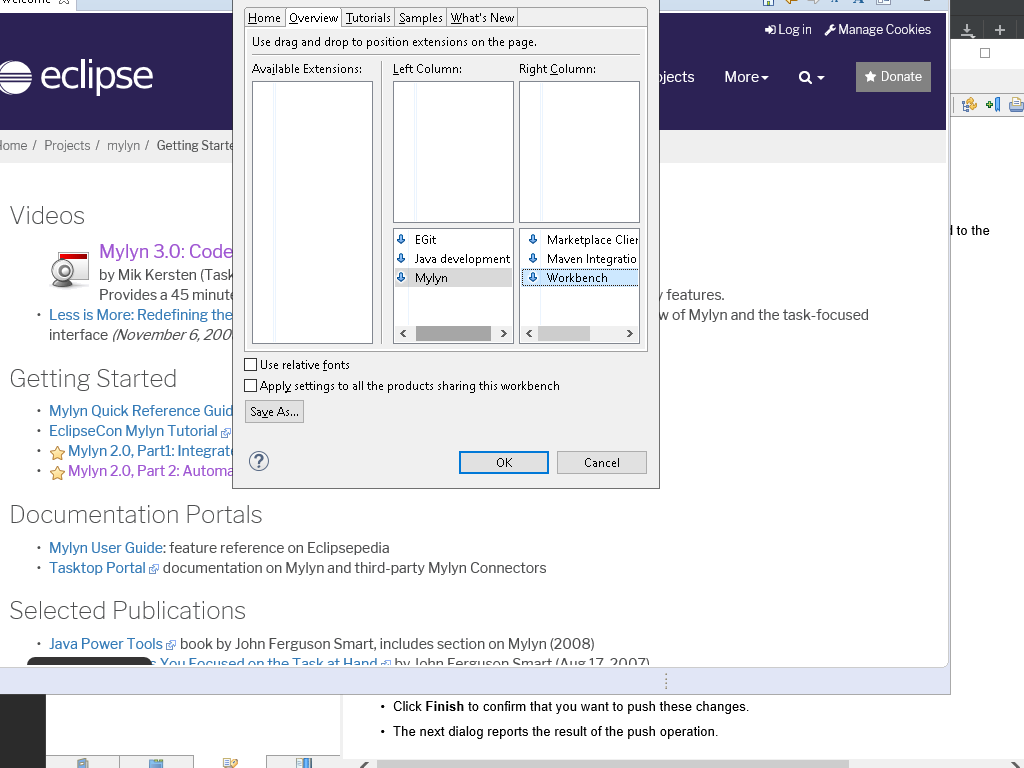 Home Overview Tutorials Samples What's New
Use drag and drop to position extensions on the page.
Available Extensions: Left Column: Right Column:
EGit
Java development
Mylyn
Marketplace Clier
Maven Integratio
Workbench
Use relative fonts
Apply settings to all the products sharing this workbench
Save As...
?
OK Cancel
Log in Manage Cookies
eclipse
ojects More Donate
Home / Projects / mylyn / Getting Starte
Videos
Mylyn 3.0: Code
by Mik Kersten (Task
Provides a 45 minute
y features.
Less is More: Redefining the
w of Mylyn and the task-focused
interface (November 6, 200
Getting Started
Mylyn Quick Reference Guid
EclipseCon Mylyn Tutorial
Mylyn 2.0, Part1: Integrat
Mylyn 2.0, Part 2: Automa
Documentation Portals
Mylyn User Guide: feature reference on Eclipsepedia
Tasktop Portal documentation on Mylyn and third-party Mylyn Connectors
Selected Publications
Java Power Tools book by John Ferguson Smart, includes section on Mylyn (2008)
s You Focused on the Task at Hand by John Ferguson Smart (Aug 17, 2007)
d to the
• Click Finish to confirm that you want to push these changes.
• The next dialog reports the result of the push operation.